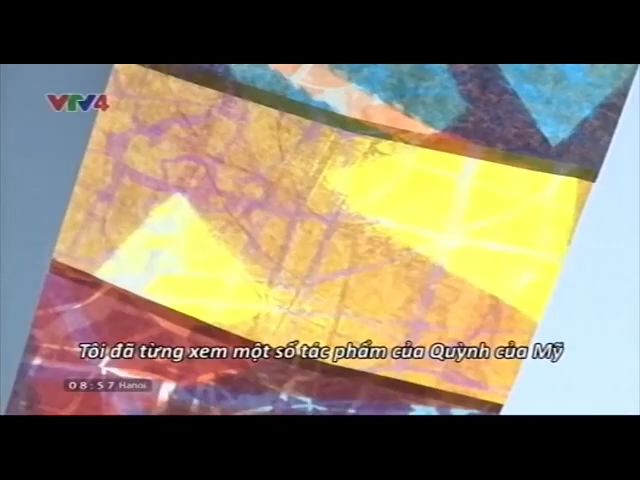 VTV4
Tôi đã từng xem một số tác phẩm của Quỳnh của Mỹ
08:57 Hanoi